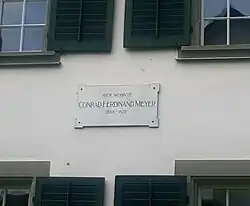 HIER WOHNTE
CONRAD FERDINAND MEYER